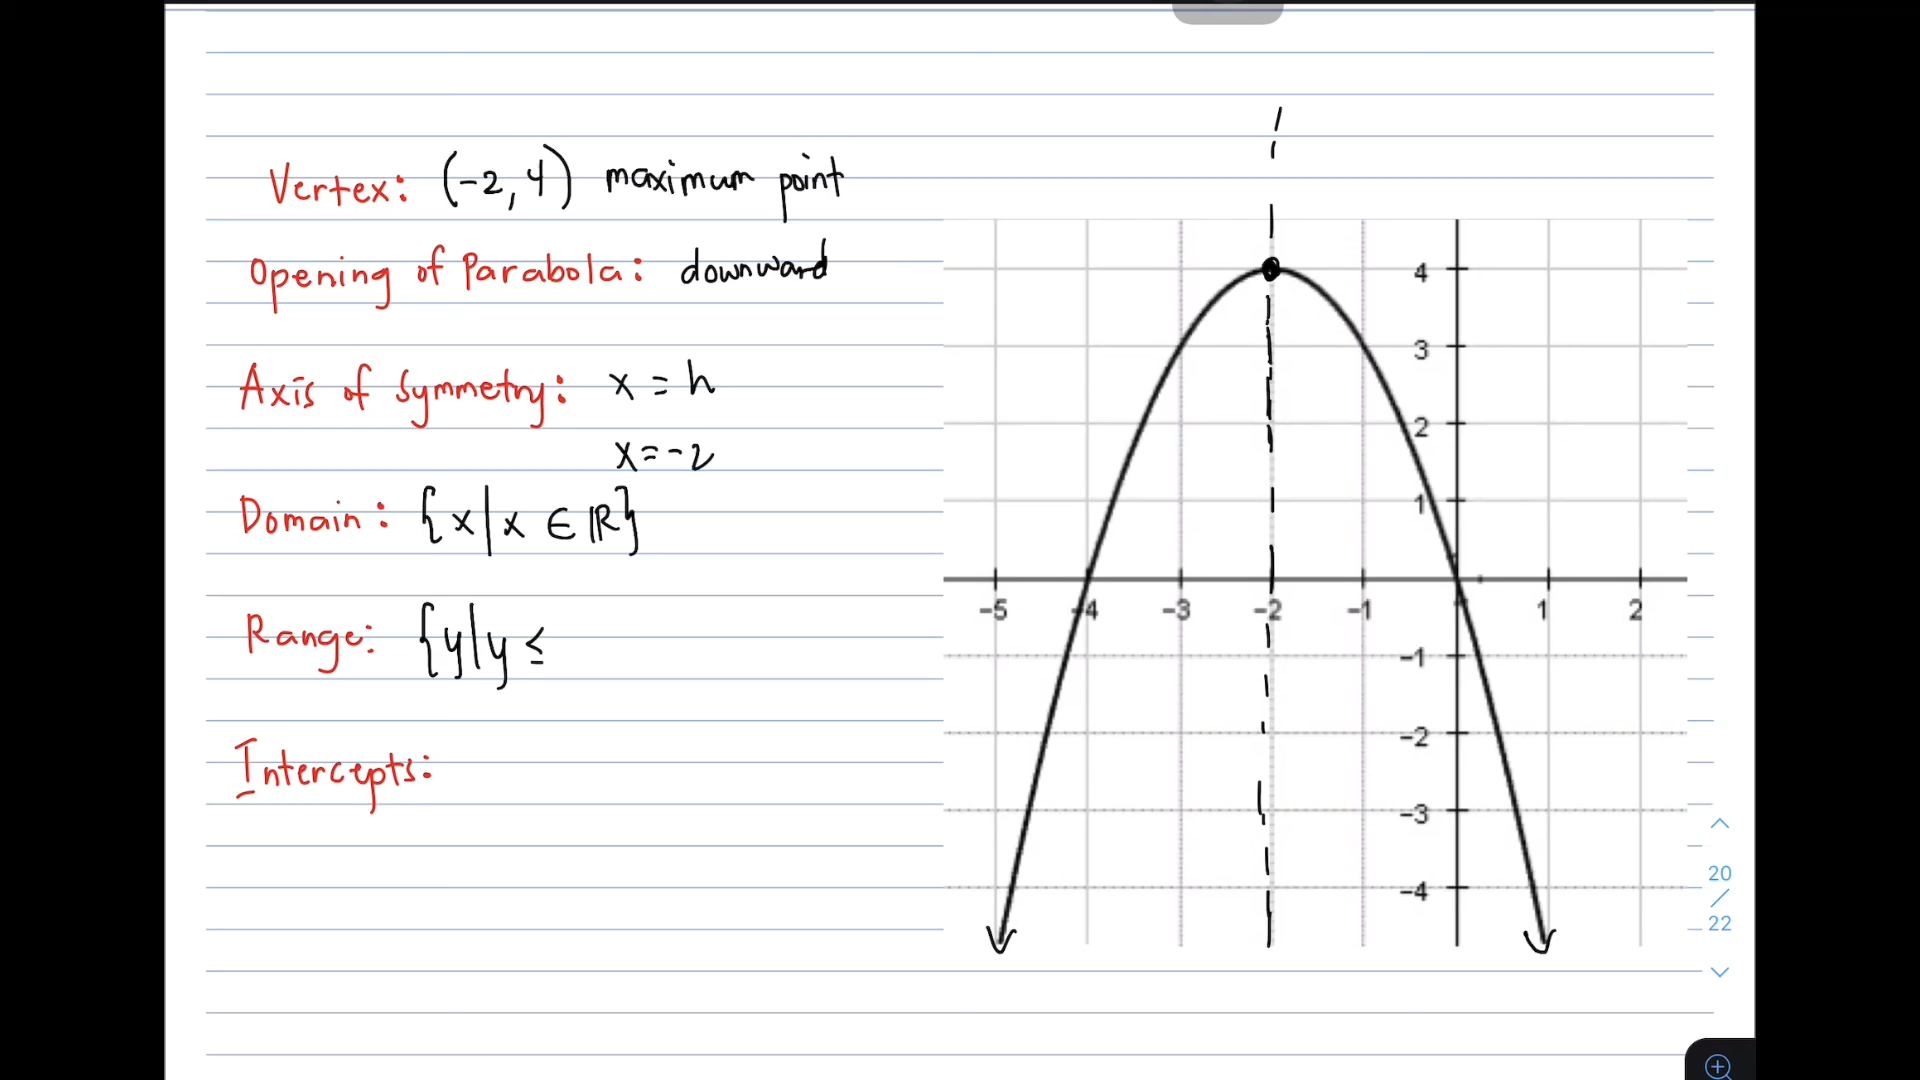 Vertex: (-2, 4) maximum point
Opening of Parabola: downward
Axis of symmetry: x = h
x = -2
Domain: {x|x ∈ ℝ}
Range: {y|y ≤
Intercepts:
4
3
2
1
-5 -4 -3 -2 -1 1 2
-1
-2
-3
-4
20
/
22